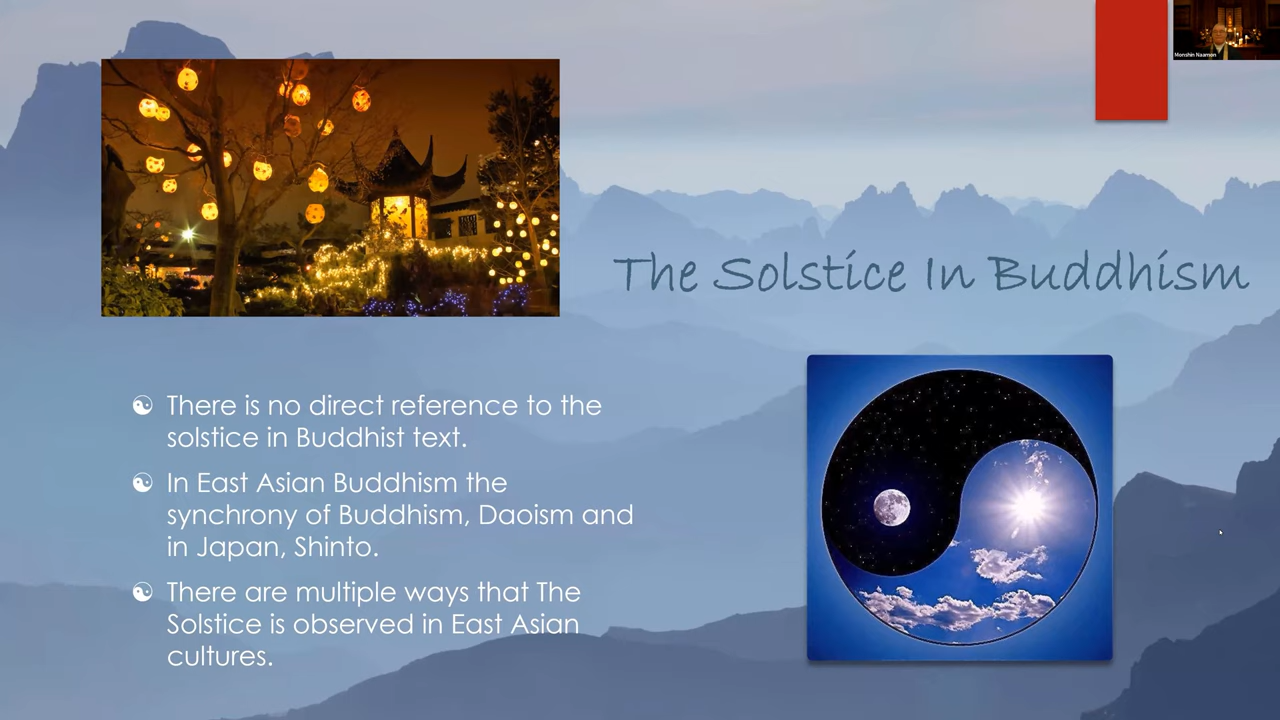 Monshin Naamon
The Solstice In Buddhism
There is no direct reference to the
solstice in Buddhist text.
In East Asian Buddhism the
synchrony of Buddhism, Daoism and
in Japan, Shinto.
There are multiple ways that The
Solstice is observed in East Asian
cultures.